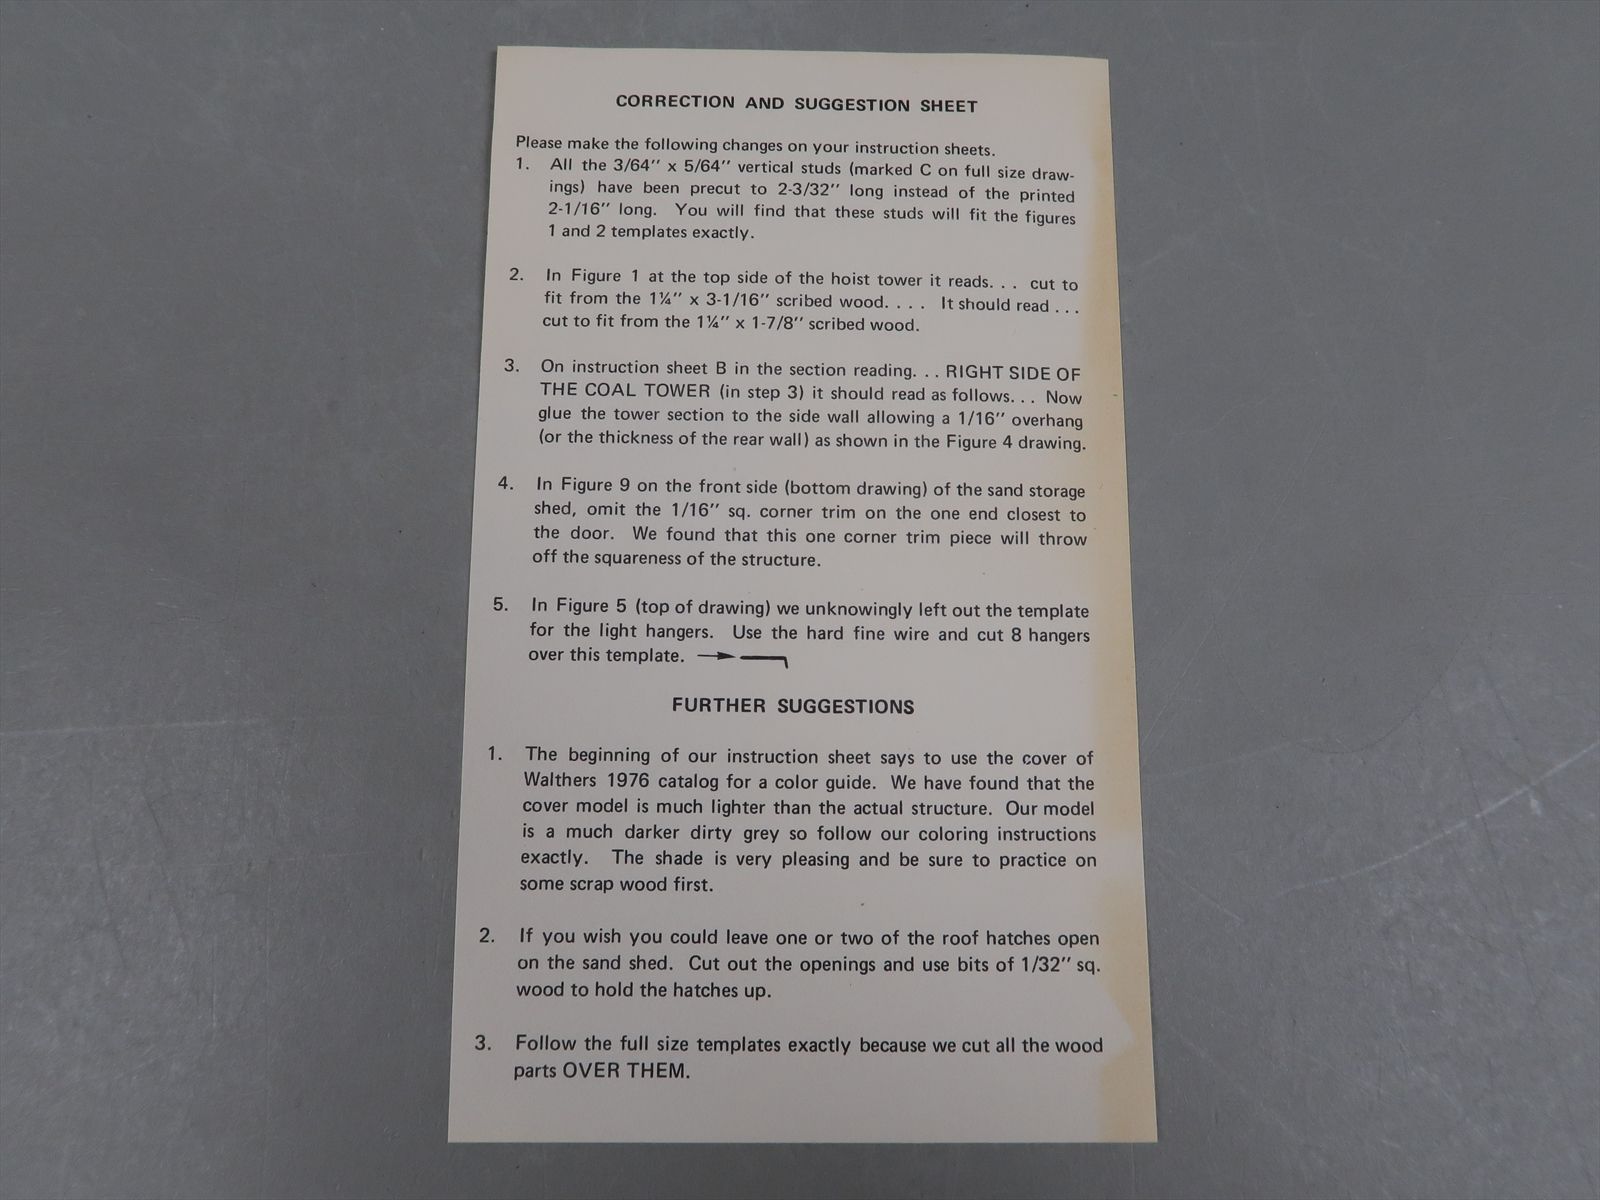 CORRECTION AND SUGGESTION SHEET
Please make the following changes on your instruction sheets.
1. All the 3/64" x 5/64" vertical studs (marked C on full size draw-
ings) have been precut to 2-3/32" long instead of the printed
2-1/16" long. You will find that these studs will fit the figures
1 and 2 templates exactly.
2. In Figure 1 at the top side of the hoist tower it reads. . . cut to
fit from the 1¼" x 3-1/16" scribed wood. . . . It should read . . .
cut to fit from the 1¼" x 1-7/8" scribed wood.
3. On instruction sheet B in the section reading. . . RIGHT SIDE OF
THE COAL TOWER (in step 3) it should read as follows. . . Now
glue the tower section to the side wall allowing a 1/16" overhang
(or the thickness of the rear wall) as shown in the Figure 4 drawing.
4. In Figure 9 on the front side (bottom drawing) of the sand storage
shed, omit the 1/16" sq. corner trim on the one end closest to
the door. We found that this one corner trim piece will throw
off the squareness of the structure.
5. In Figure 5 (top of drawing) we unknowingly left out the template
for the light hangers. Use the hard fine wire and cut 8 hangers
over this template.
FURTHER SUGGESTIONS
1. The beginning of our instruction sheet says to use the cover of
Walthers 1976 catalog for a color guide. We have found that the
cover model is much lighter than the actual structure. Our model
is a much darker dirty grey so follow our coloring instructions
exactly. The shade is very pleasing and be sure to practice on
some scrap wood first.
2. If you wish you could leave one or two of the roof hatches open
on the sand shed. Cut out the openings and use bits of 1/32" sq.
wood to hold the hatches up.
3. Follow the full size templates exactly because we cut all the wood
parts OVER THEM.